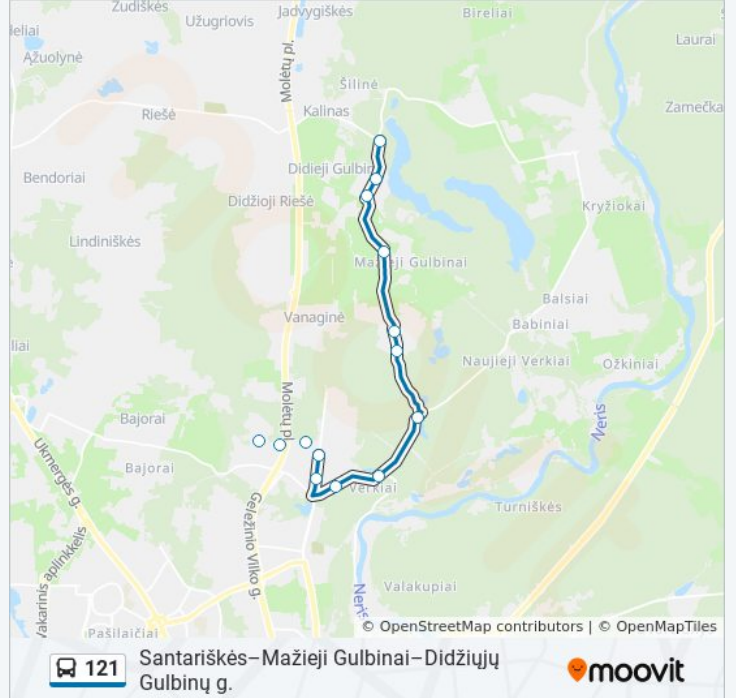 Zudiškės
Jadvygiškės
Bireliai
Užugriovis
Laurai
Ąžuolynė
Molėtų pl.
Šilinė
Zamečka
Riešė
Kalinas
Bendoriai
Didieji Gulbin
Didžioji Riešė
Kryžiokai
Lindiniškės
Mažieji Gulbinai
Balsiai
Vanaginė
Babiniai
Naujieji Verkiai
Ožkiniai
Molėtų pl.
Neris
Bajorai
Ukmergės g.
Bajorai
Verkiai
Geležinio Vilko g.
Turniškės
Vakarinis aplinkkelis
Neris
Valakupiai
Pašilaičiai
© OpenStreetMap contributors | © OpenMapTiles
121
Santariškės–Mažieji Gulbinai–Didžiųjų
Gulbinų g.
moovit